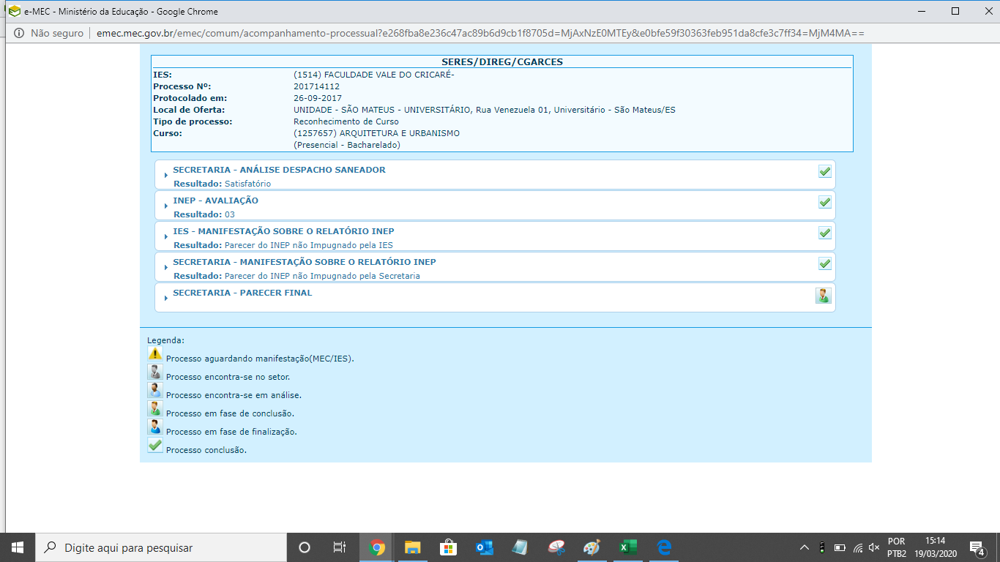 e-MEC - Ministério da Educação - Google Chrome
Não seguro | emec.mec.gov.br/emec/comum/acompanhamento-processual?e268fba8e236c47ac89b6d9cb1f8705d=MjAxNzE0MTEy&e0bfe59f30363feb951da8cfe3c7ff34=MjM4MA==
SERES/DIREG/CGARCES
IES: (1514) FACULDADE VALE DO CRICARÉ-
Processo Nº: 201714112
Protocolado em: 26-09-2017
Local de Oferta: UNIDADE - SÃO MATEUS - UNIVERSITÁRIO, Rua Venezuela 01, Universitário - São Mateus/ES
Tipo de processo: Reconhecimento de Curso
Curso: (1257657) ARQUITETURA E URBANISMO
(Presencial - Bacharelado)
SECRETARIA - ANÁLISE DESPACHO SANEADOR
Resultado: Satisfatório
INEP - AVALIAÇÃO
Resultado: 03
IES - MANIFESTAÇÃO SOBRE O RELATÓRIO INEP
Resultado: Parecer do INEP não Impugnado pela IES
SECRETARIA - MANIFESTAÇÃO SOBRE O RELATÓRIO INEP
Resultado: Parecer do INEP não Impugnado pela Secretaria
SECRETARIA - PARECER FINAL
Legenda:
Processo aguardando manifestação(MEC/IES).
Processo encontra-se no setor.
Processo encontra-se em análise.
Processo em fase de conclusão.
Processo em fase de finalização.
Processo conclusão.
Digite aqui para pesquisar
POR
PTB2
15:14
19/03/2020
4